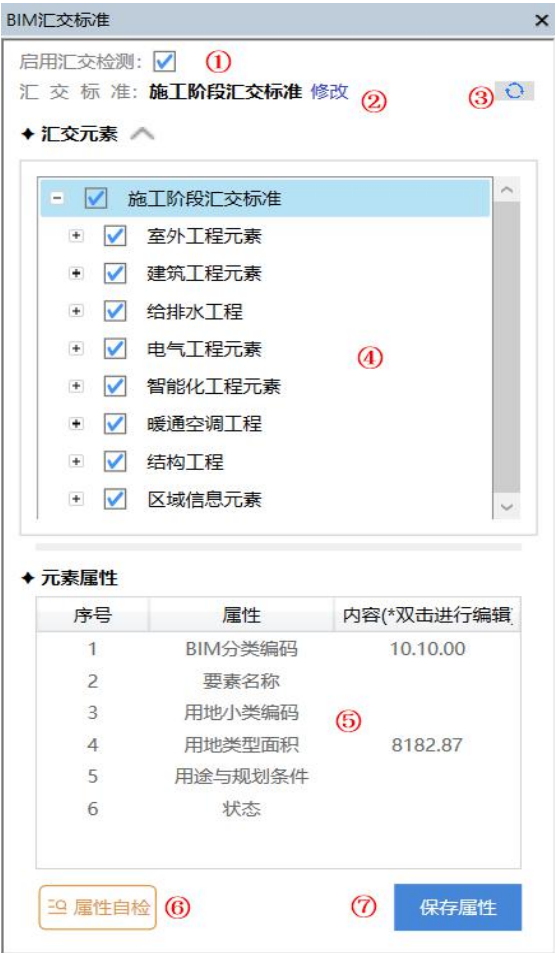 BIM汇交标准
启用汇交检测: ①
汇 交 标 准: 施工阶段汇交标准 修改 ② ③
汇交元素
施工阶段汇交标准
室外工程元素
建筑工程元素
给排水工程
电气工程元素 ④
智能化工程元素
暖通空调工程
结构工程
区域信息元素
元素属性
序号 属性 内容(*双击进行编辑
1 BIM分类编码 10.10.00
2 要素名称
3 用地小类编码 ⑤
4 用地类型面积 8182.87
5 用途与规划条件
6 状态
属性自检 ⑥ ⑦ 保存属性